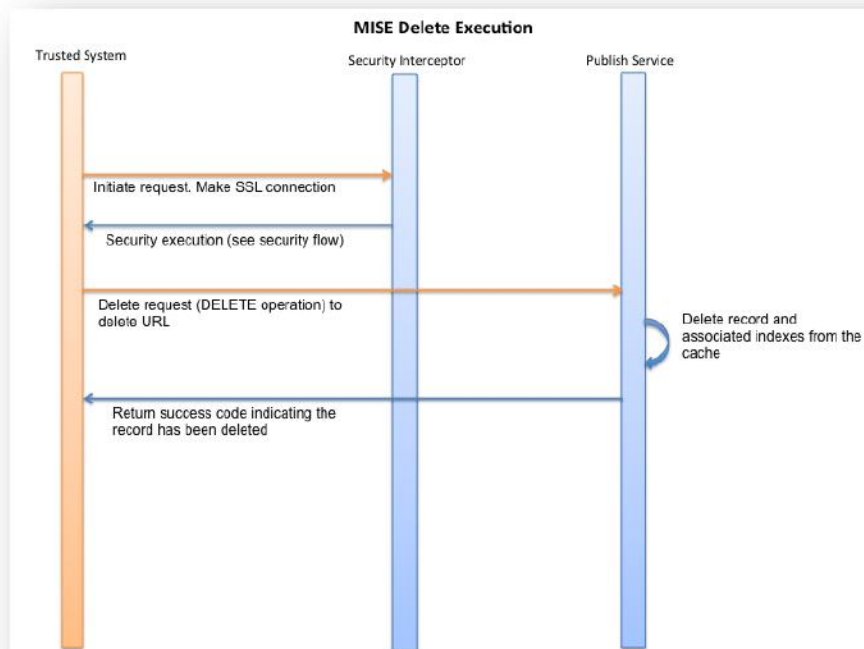 MISE Delete Execution
Trusted System
Security Interceptor
Publish Service
Initiate request. Make SSL connection
Security execution (see security flow)
Delete request (DELETE operation) to
delete URL
Delete record and
associated indexes from the
cache
Return success code indicating the
record has been deleted